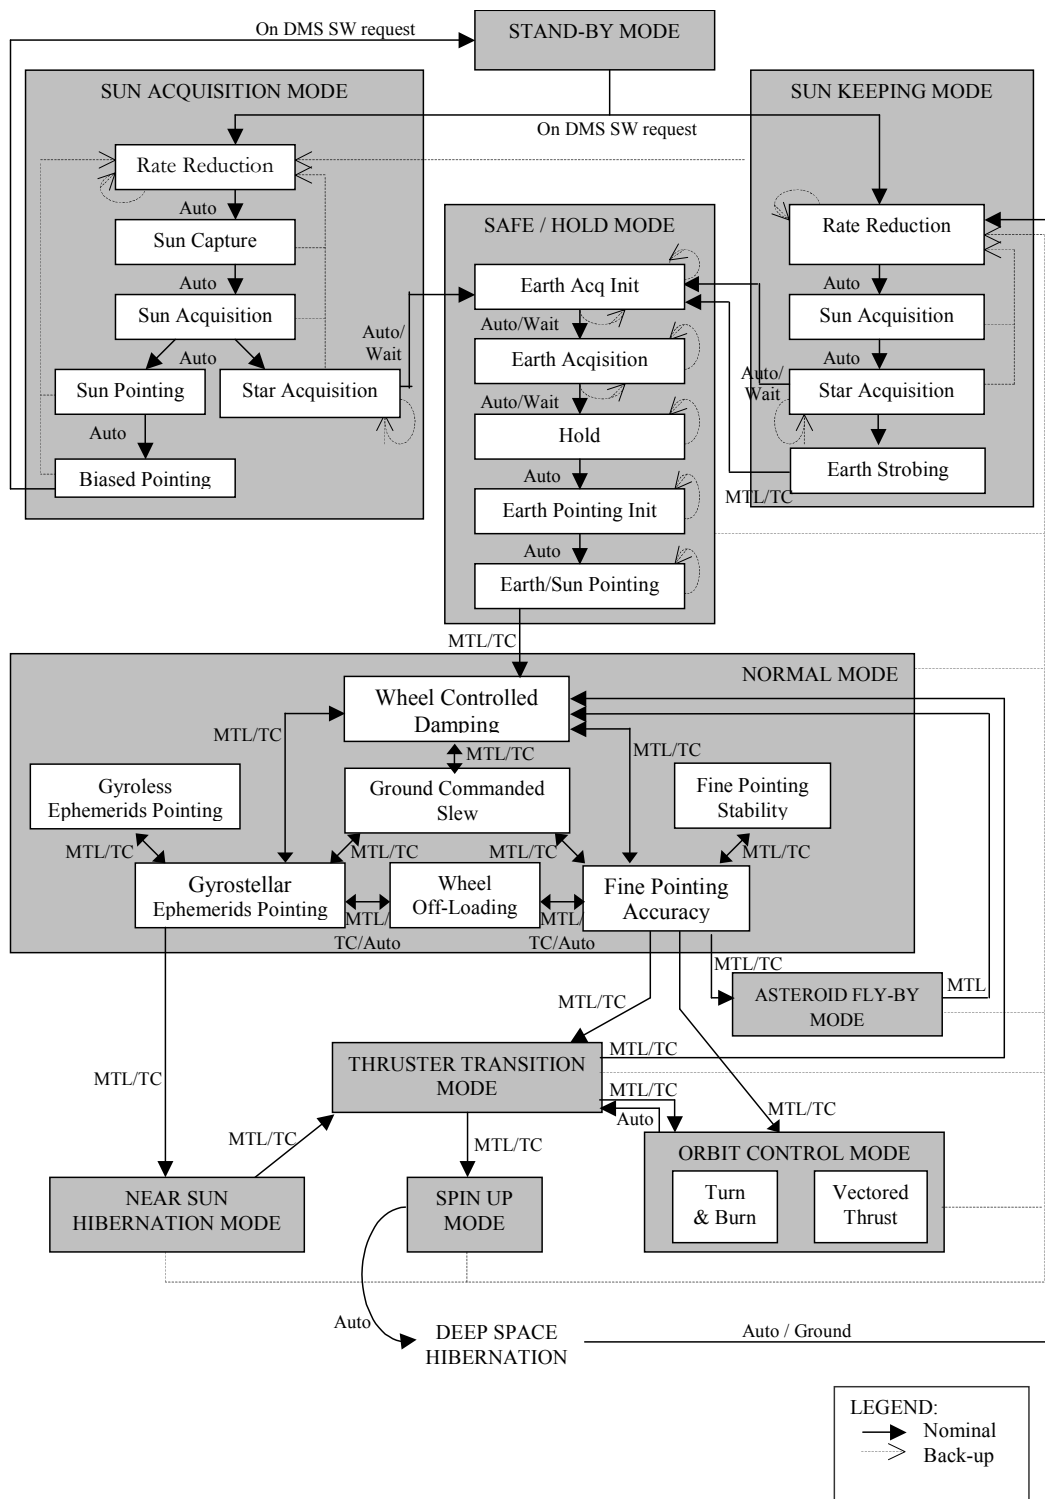 On DMS SW request
STAND-BY MODE
SUN ACQUISITION MODE
SUN KEEPING MODE
On DMS SW request
Rate Reduction
Auto
Sun Capture
Auto
Sun Acquisition
Auto
Sun Pointing
Star Acquisition
Auto/
Wait
Auto
Biased Pointing
SAFE / HOLD MODE
Earth Acq Init
Auto/Wait
Earth Acqisition
Auto/Wait
Hold
Auto
Earth Pointing Init
Auto
Earth/Sun Pointing
Rate Reduction
Auto
Sun Acquisition
Auto
Auto/
Wait
Star Acquisition
Earth Strobing
MTL/TC
MTL/TC
NORMAL MODE
Wheel Controlled
Damping
MTL/TC
MTL/TC
MTL/TC
Gyroless
Ephemerids Pointing
Ground Commanded
Slew
Fine Pointing
Stability
MTL/TC
MTL/TC
MTL/TC
MTL/TC
Gyrostellar
Ephemerids Pointing
Wheel
Off-Loading
Fine Pointing
Accuracy
MTL/
TC/Auto
MTL/
TC/Auto
MTL/TC
ASTEROID FLY-BY
MODE
MTL
MTL/TC
THRUSTER TRANSITION
MODE
MTL/TC
MTL/TC
MTL/TC
Auto
MTL/TC
MTL/TC
MTL/TC
ORBIT CONTROL MODE
Turn
& Burn
Vectored
Thrust
NEAR SUN
HIBERNATION MODE
SPIN UP
MODE
Auto
DEEP SPACE
HIBERNATION
Auto / Ground
LEGEND:
Nominal
Back-up